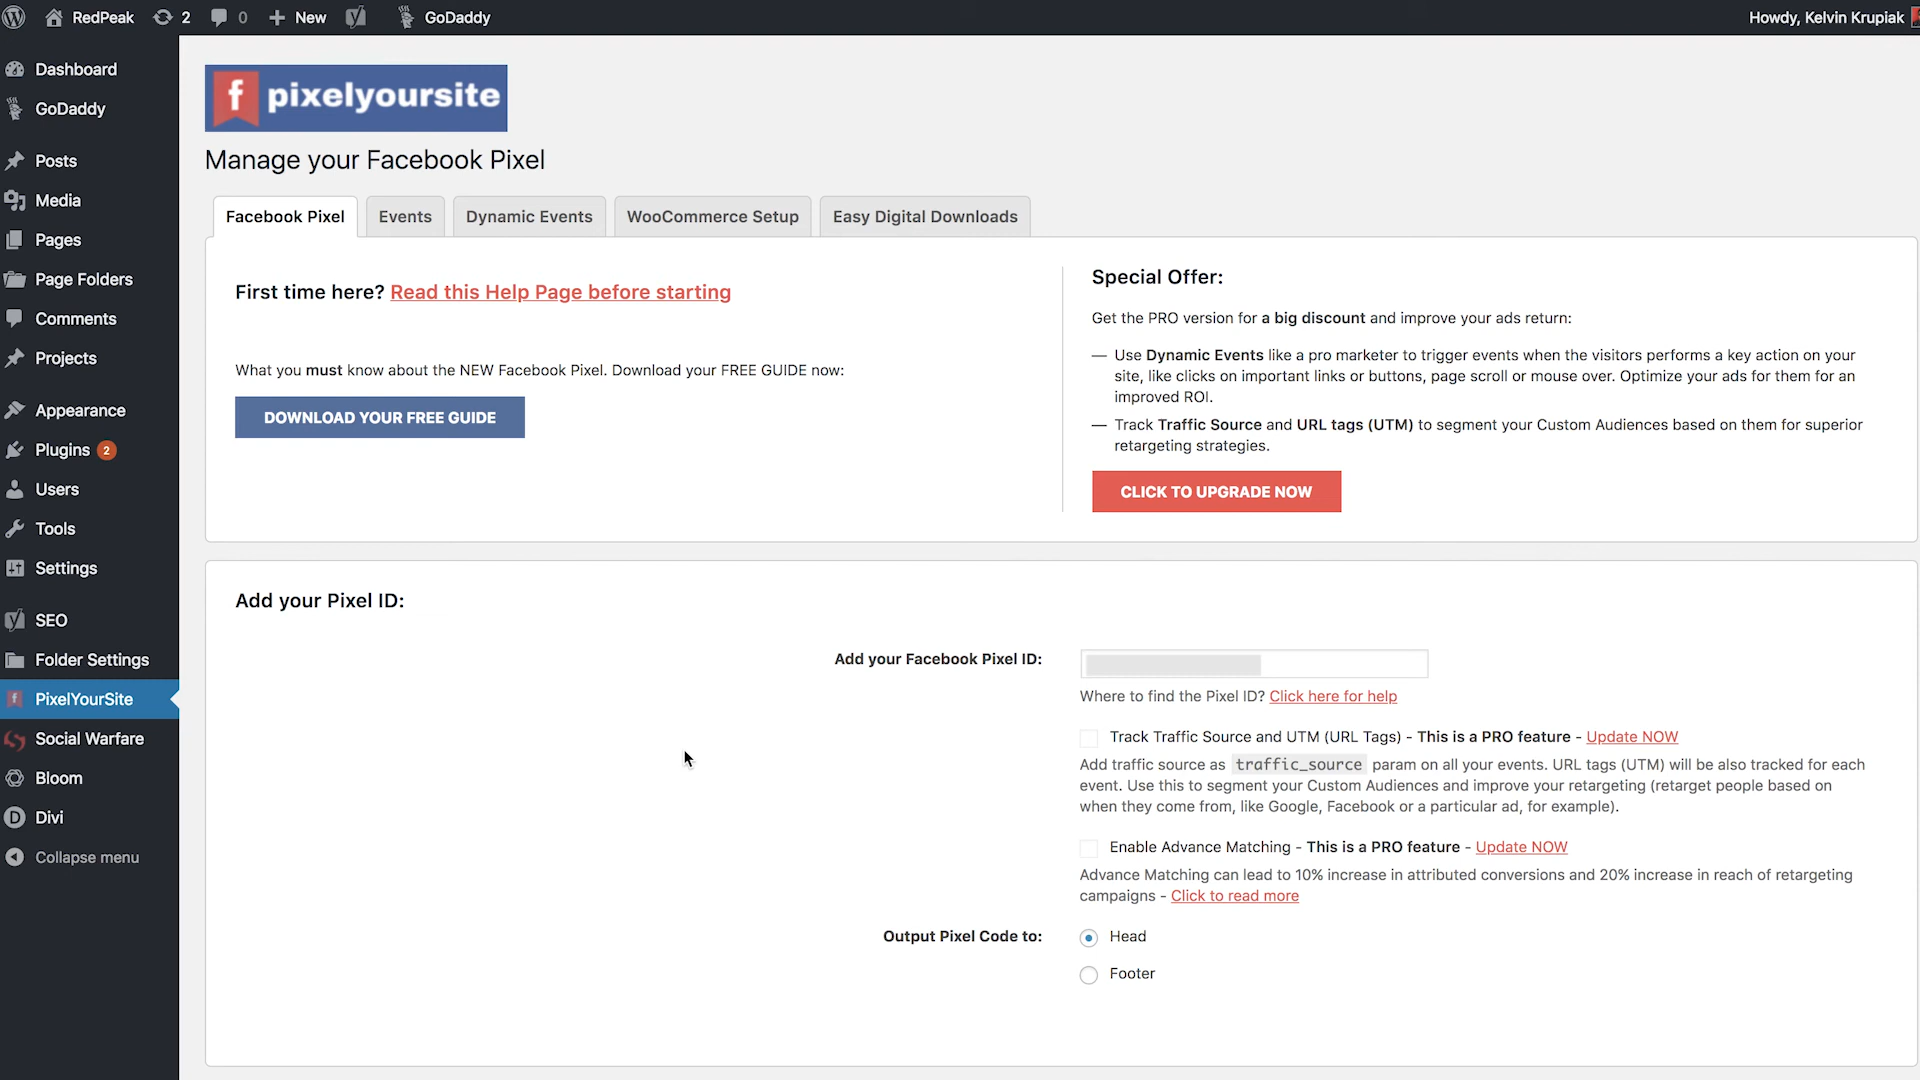 RedPeak 2 0 New GoDaddy Howdy, Kelvin Krupiak
Dashboard
GoDaddy
Posts
Media
Pages
Page Folders
Comments
Projects
Appearance
Plugins 2
Users
Tools
Settings
SEO
Folder Settings
PixelYourSite
Social Warfare
Bloom
Divi
Collapse menu
f pixelyoursite
Manage your Facebook Pixel
Facebook Pixel Events Dynamic Events WooCommerce Setup Easy Digital Downloads
First time here? Read this Help Page before starting
What you must know about the NEW Facebook Pixel. Download your FREE GUIDE now:
DOWNLOAD YOUR FREE GUIDE
Special Offer:
Get the PRO version for a big discount and improve your ads return:
— Use Dynamic Events like a pro marketer to trigger events when the visitors performs a key action on your
site, like clicks on important links or buttons, page scroll or mouse over. Optimize your ads for them for an
improved ROI.
— Track Traffic Source and URL tags (UTM) to segment your Custom Audiences based on them for superior
retargeting strategies.
CLICK TO UPGRADE NOW
Add your Pixel ID:
Add your Facebook Pixel ID:
Where to find the Pixel ID? Click here for help
Track Traffic Source and UTM (URL Tags) - This is a PRO feature - Update NOW
Add traffic source as traffic_source param on all your events. URL tags (UTM) will be also tracked for each
event. Use this to segment your Custom Audiences and improve your retargeting (retarget people based on
when they come from, like Google, Facebook or a particular ad, for example).
Enable Advance Matching - This is a PRO feature - Update NOW
Advance Matching can lead to 10% increase in attributed conversions and 20% increase in reach of retargeting
campaigns - Click to read more
Output Pixel Code to: Head
Footer